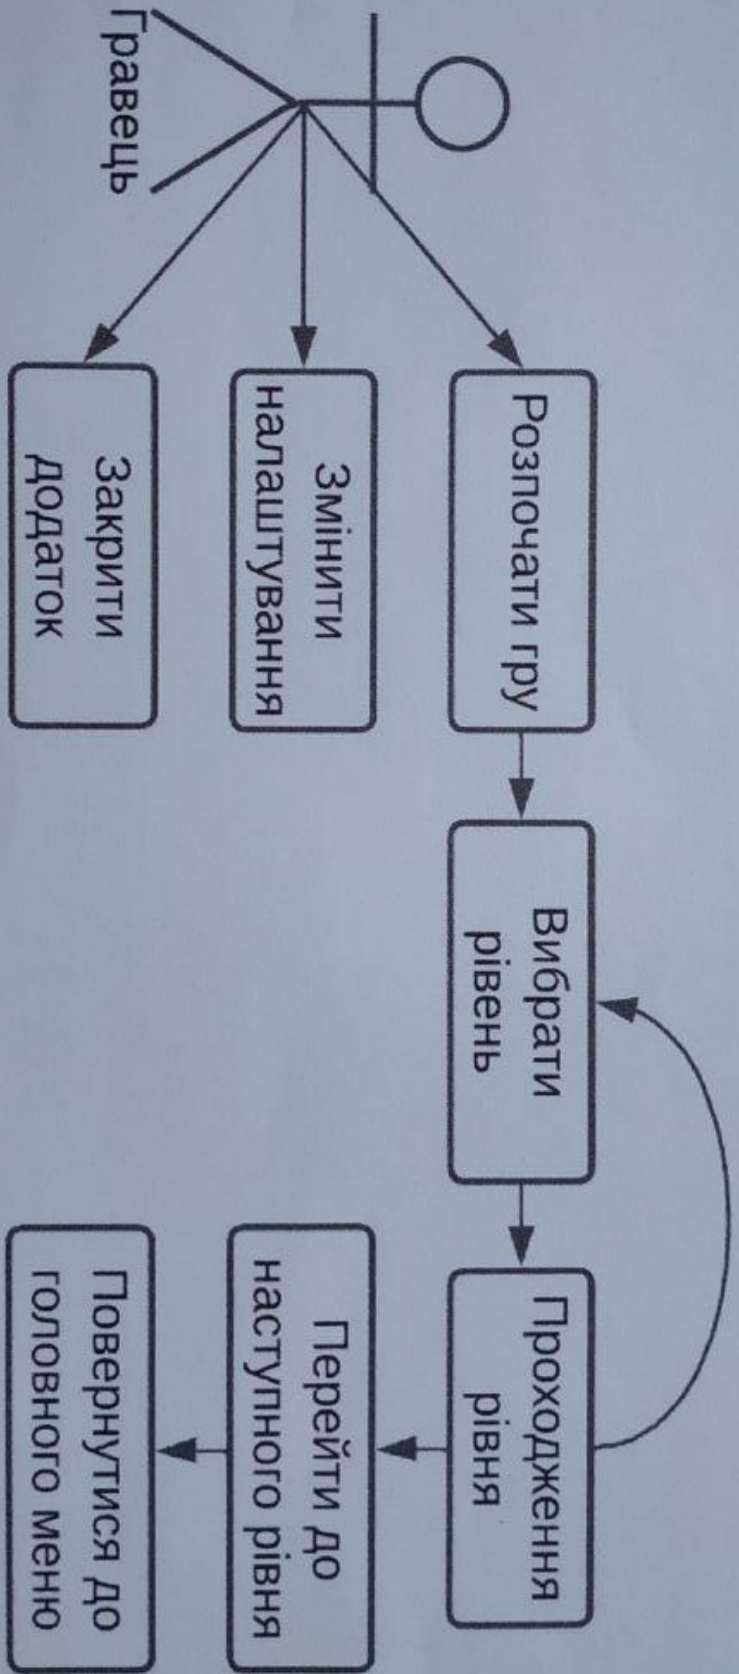 Гравець
Розпочати гру
Змінити
налаштування
Закрити
додаток
Вибрати
рівень
Проходження
рівня
Перейти до
наступного рівня
Повернутися до
головного меню